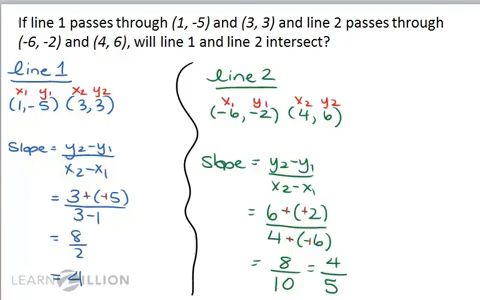 If line 1 passes through (1, -5) and (3, 3) and line 2 passes through
(-6, -2) and (4, 6), will line 1 and line 2 intersect?
line 1
x₁ y₁ x₂ y₂
(1,-5) (3, 3)
Slope = y₂-y₁ / x₂-x₁
= 3+(+5) / 3-1
= 8/2
= 4
line 2
x₁ y₁ x₂ y₂
(-6, -2) (4, 6)
Slope = y₂-y₁ / x₂-x₁
= 6+(+2) / 4+(+6)
= 8/10 = 4/5
LEARNZILLION